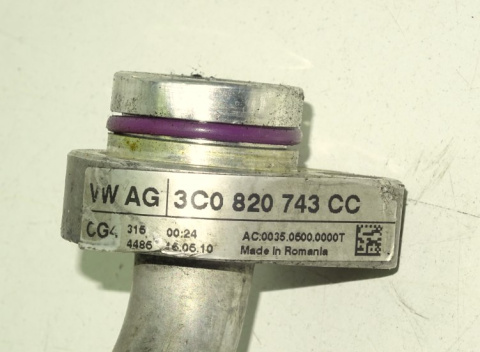 VW AG 3C0 820 743 CC
CG4 315 00:24 AC:0035.0500.0000T
4486 16.06.10 Made in Romania